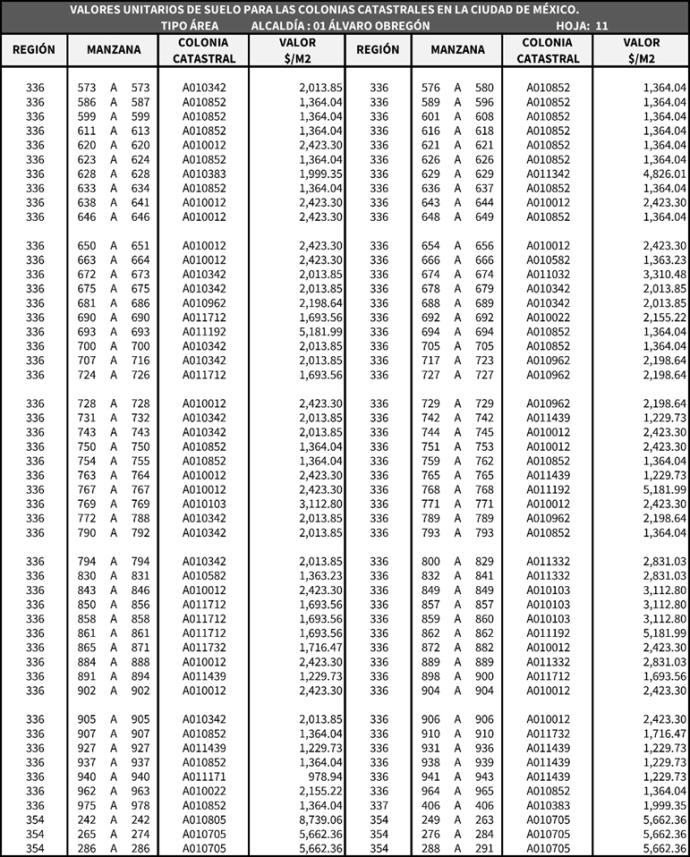 VALORES UNITARIOS DE SUELO PARA LAS COLONIAS CATASTRALES EN LA CIUDAD DE MÉXICO.
TIPO ÁREA ALCALDÍA : 01 ÁLVARO OBREGÓN HOJA: 11
REGIÓN MANZANA COLONIA CATASTRAL VALOR $/M2 REGIÓN MANZANA COLONIA CATASTRAL VALOR $/M2
336 573 A 573 A010342 2,013.85 336 576 A 580 A010852 1,364.04
336 586 A 587 A010852 1,364.04 336 589 A 596 A010852 1,364.04
336 599 A 599 A010852 1,364.04 336 601 A 608 A010852 1,364.04
336 611 A 613 A010852 1,364.04 336 616 A 618 A010852 1,364.04
336 620 A 620 A010012 2,423.30 336 621 A 621 A010852 1,364.04
336 623 A 624 A010852 1,364.04 336 626 A 626 A010852 1,364.04
336 628 A 628 A010383 1,999.35 336 629 A 629 A011342 4,826.01
336 633 A 634 A010852 1,364.04 336 636 A 637 A010852 1,364.04
336 638 A 641 A010012 2,423.30 336 643 A 644 A010012 2,423.30
336 646 A 646 A010012 2,423.30 336 648 A 649 A010852 1,364.04
336 650 A 651 A010012 2,423.30 336 654 A 656 A010012 2,423.30
336 663 A 664 A010012 2,423.30 336 666 A 666 A010582 1,363.23
336 672 A 673 A010342 2,013.85 336 674 A 674 A011032 3,310.48
336 675 A 675 A010342 2,013.85 336 678 A 679 A010342 2,013.85
336 681 A 686 A010962 2,198.64 336 688 A 689 A010342 2,013.85
336 690 A 690 A011712 1,693.56 336 692 A 692 A010022 2,155.22
336 693 A 693 A011192 5,181.99 336 694 A 694 A010852 1,364.04
336 700 A 700 A010342 2,013.85 336 705 A 705 A010852 1,364.04
336 707 A 716 A010342 2,013.85 336 717 A 723 A010962 2,198.64
336 724 A 726 A011712 1,693.56 336 727 A 727 A010962 2,198.64
336 728 A 728 A010012 2,423.30 336 729 A 729 A010962 2,198.64
336 731 A 732 A010342 2,013.85 336 742 A 742 A011439 1,229.73
336 743 A 743 A010342 2,013.85 336 744 A 745 A010012 2,423.30
336 750 A 750 A010852 1,364.04 336 751 A 753 A010012 2,423.30
336 754 A 755 A010852 1,364.04 336 759 A 762 A010852 1,364.04
336 763 A 764 A010012 2,423.30 336 765 A 765 A011439 1,229.73
336 767 A 767 A010012 2,423.30 336 768 A 768 A011192 5,181.99
336 769 A 769 A010103 3,112.80 336 771 A 771 A010012 2,423.30
336 772 A 788 A010342 2,013.85 336 789 A 789 A010962 2,198.64
336 790 A 792 A010342 2,013.85 336 793 A 793 A010852 1,364.04
336 794 A 794 A010342 2,013.85 336 800 A 829 A011332 2,831.03
336 830 A 831 A010582 1,363.23 336 832 A 841 A011332 2,831.03
336 843 A 846 A010012 2,423.30 336 849 A 849 A010103 3,112.80
336 850 A 856 A011712 1,693.56 336 857 A 857 A010103 3,112.80
336 858 A 858 A011712 1,693.56 336 859 A 860 A010103 3,112.80
336 861 A 861 A011712 1,693.56 336 862 A 862 A011192 5,181.99
336 865 A 871 A011732 1,716.47 336 872 A 882 A010012 2,423.30
336 884 A 888 A010012 2,423.30 336 889 A 889 A011332 2,831.03
336 891 A 894 A011439 1,229.73 336 898 A 900 A011712 1,693.56
336 902 A 902 A010012 2,423.30 336 904 A 904 A010012 2,423.30
336 905 A 905 A010342 2,013.85 336 906 A 906 A010012 2,423.30
336 907 A 907 A010852 1,364.04 336 910 A 910 A011732 1,716.47
336 927 A 927 A011439 1,229.73 336 931 A 936 A011439 1,229.73
336 937 A 937 A010852 1,364.04 336 938 A 939 A011439 1,229.73
336 940 A 940 A011171 978.94 336 941 A 943 A011439 1,229.73
336 962 A 963 A010022 2,155.22 336 964 A 965 A010852 1,364.04
336 975 A 978 A010852 1,364.04 337 406 A 406 A010383 1,999.35
354 242 A 242 A010805 8,739.06 354 249 A 263 A010705 5,662.36
354 265 A 274 A010705 5,662.36 354 276 A 284 A010705 5,662.36
354 286 A 286 A010705 5,662.36 354 288 A 291 A010705 5,662.36